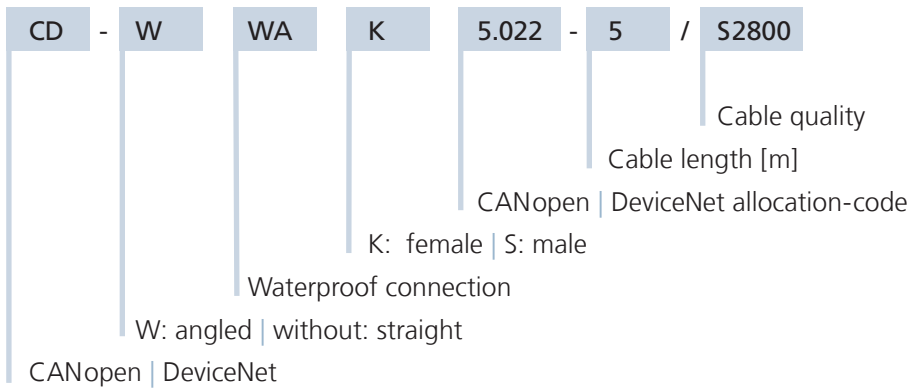 CD - W WA K 5.022 - 5 / S2800
Cable quality
Cable length [m]
CANopen | DeviceNet allocation-code
K: female | S: male
Waterproof connection
W: angled | without: straight
CANopen | DeviceNet